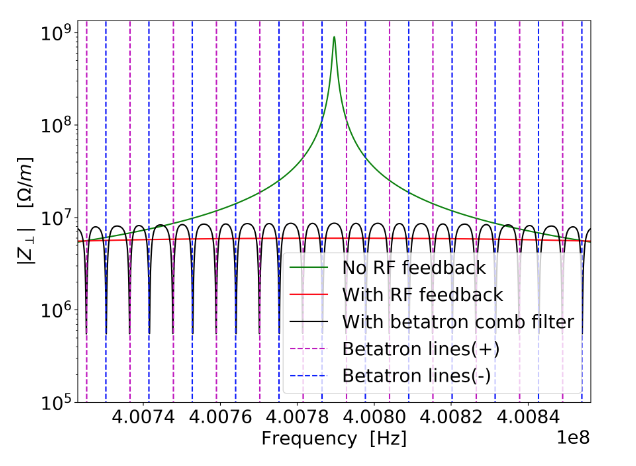 10^9
10^8
10^7
10^6
10^5
|Z_⊥| [Ω/m]
No RF feedback
With RF feedback
With betatron comb filter
Betatron lines(+)
Betatron lines(-)
4.0074 4.0076 4.0078 4.0080 4.0082 4.0084
Frequency [Hz]
1e8